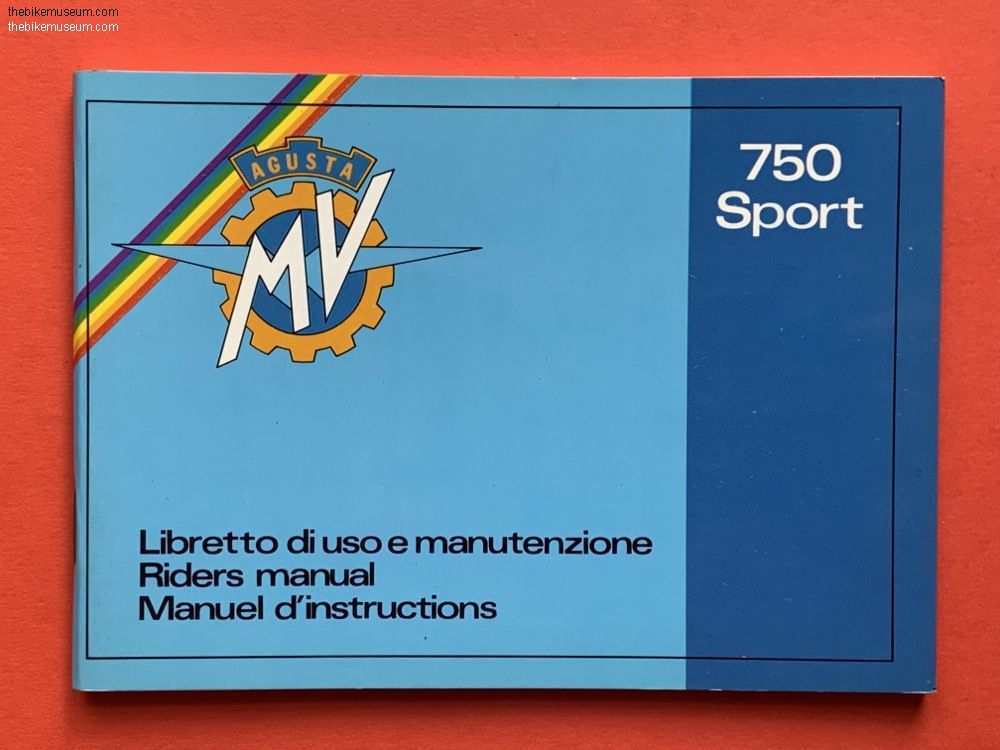 thebikemuseum.com
thebikemuseum.com
AGUSTA
MV
750
Sport
Libretto di uso e manutenzione
Riders manual
Manuel d'instructions